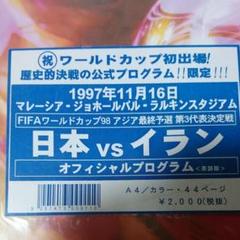 ㊗ワールドカップ初出場!
歴史的決戦の公式プログラム!!限定!!!
1997年11月16日
マレーシア-ジョホールバル-ラルキンスタジアム
FIFAワールドカップ98 アジア最終予選 第3代表決定戦
日本 vs イラン
オフィシャルプログラム<英語版>
A4/カラー・44ページ
¥2,000(税抜)